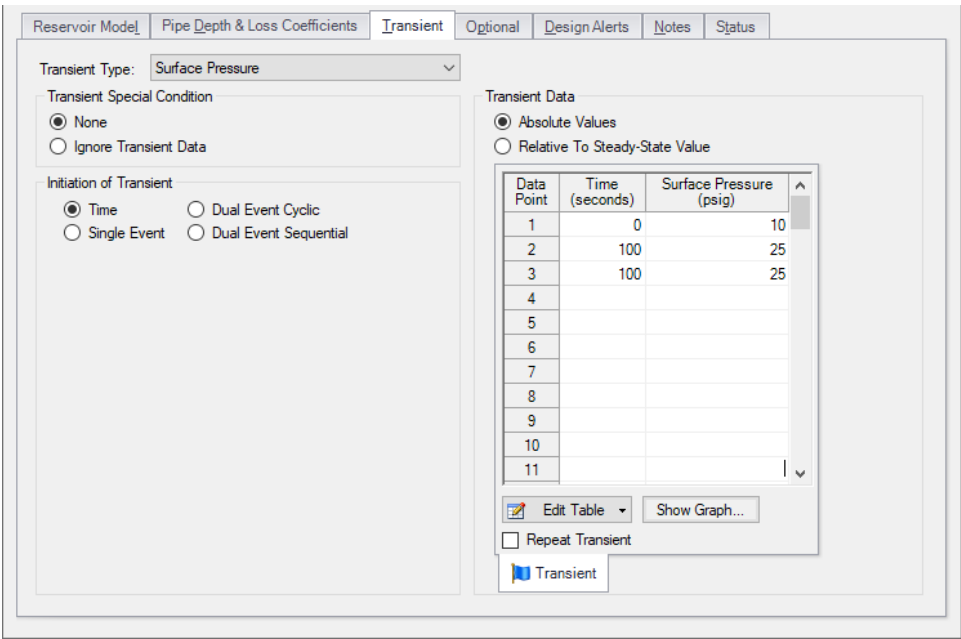 Reservoir Model Pipe Depth & Loss Coefficients Transient Optional Design Alerts Notes Status
Transient Type: Surface Pressure
Transient Special Condition
None
Ignore Transient Data
Initiation of Transient
Time Dual Event Cyclic
Single Event Dual Event Sequential
Transient Data
Absolute Values
Relative To Steady-State Value
Data Point Time (seconds) Surface Pressure (psig)
1 0 10
2 100 25
3 100 25
4
5
6
7
8
9
10
11
Edit Table Show Graph...
Repeat Transient
Transient